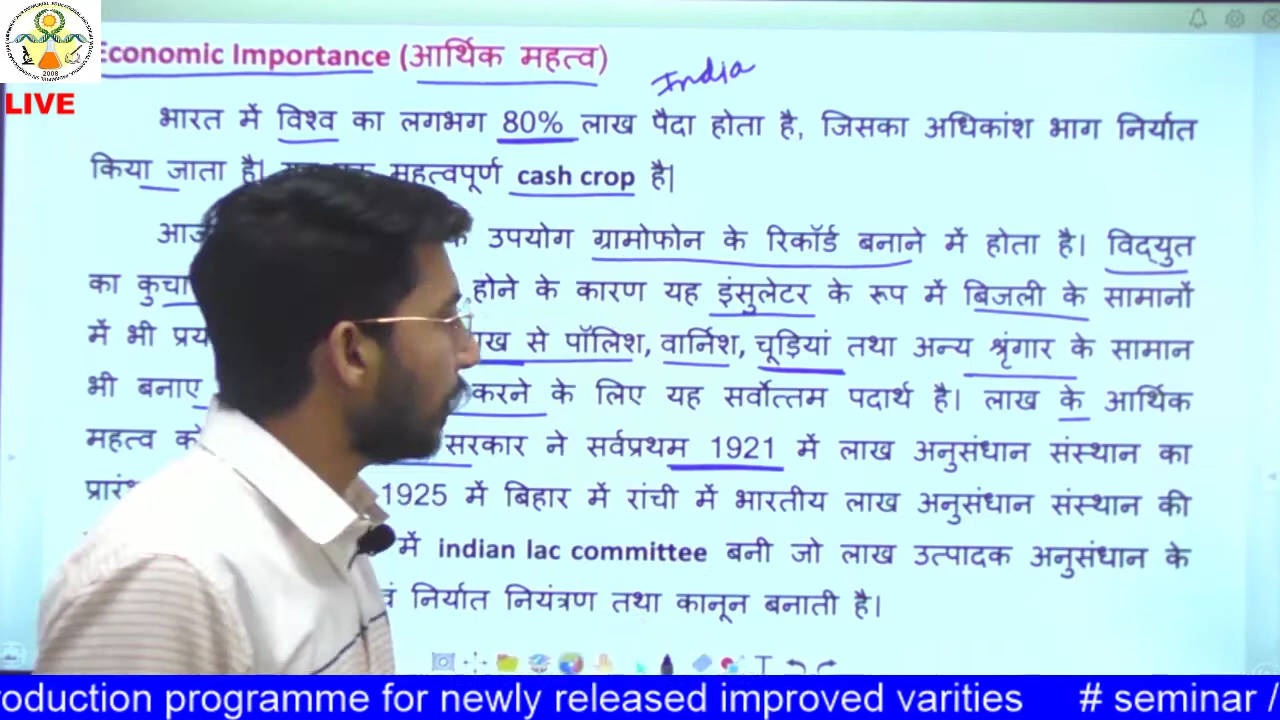 Economic Importance (आर्थिक महत्व)
India
भारत में विश्व का लगभग 80% लाख पैदा होता है, जिसका अधिकांश भाग निर्यात
किया जाता है। महत्वपूर्ण cash crop है|
उपयोग ग्रामोफोन के रिकॉर्ड बनाने में होता है। विद्युत
का होने के कारण यह इंसुलेटर के रूप में बिजली के सामानों
में भी से पॉलिश, वार्निश, चूड़ियां तथा अन्य श्रृंगार के सामान
भी बनाए करने के लिए यह सर्वोत्तम पदार्थ है। लाख के आर्थिक
महत्व को सरकार ने सर्वप्रथम 1921 में लाख अनुसंधान संस्थान का
1925 में बिहार में रांची में भारतीय लाख अनुसंधान संस्थान की
में indian lac committee बनी जो लाख उत्पादक अनुसंधान के
निर्यात नियंत्रण तथा कानून बनाती है।
2008
LIVE
roduction programme for newly released improved varities # seminar /